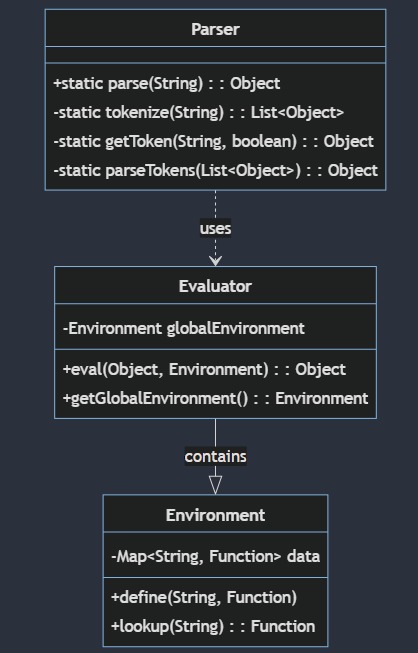 Parser
+static parse(String) : : Object
-static tokenize(String) : : List<Object>
-static getToken(String, boolean) : : Object
-static parseTokens(List<Object>) : : Object
uses
Evaluator
-Environment globalEnvironment
+eval(Object, Environment) : : Object
+getGlobalEnvironment() : : Environment
contains
Environment
-Map<String, Function> data
+define(String, Function)
+lookup(String) : : Function